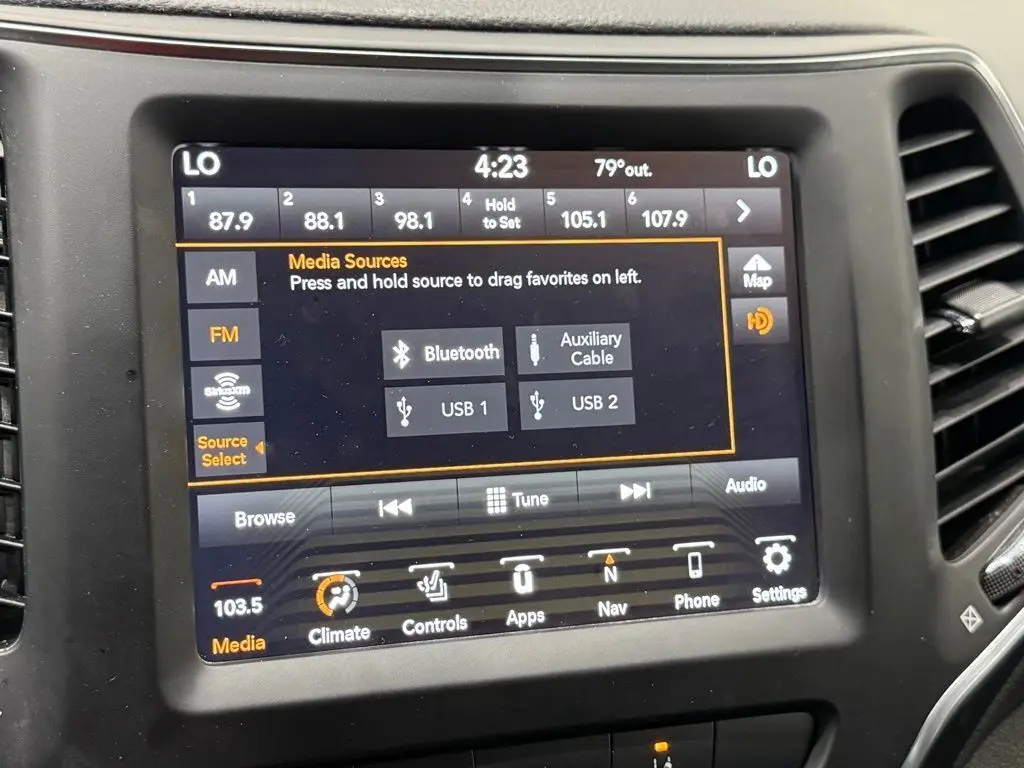 LO 4:23 79°out. LO
1 87.9 2 88.1 3 98.1 4 Hold to Set 5 105.1 6 107.9
AM
FM
SiriusXM
Source
Select
Media Sources
Press and hold source to drag favorites on left.
Bluetooth
Auxiliary
Cable
USB 1
USB 2
Map
HD
Browse
Tune
Audio
103.5
Media
Climate
Controls
Apps
N
Nav
Phone
Settings